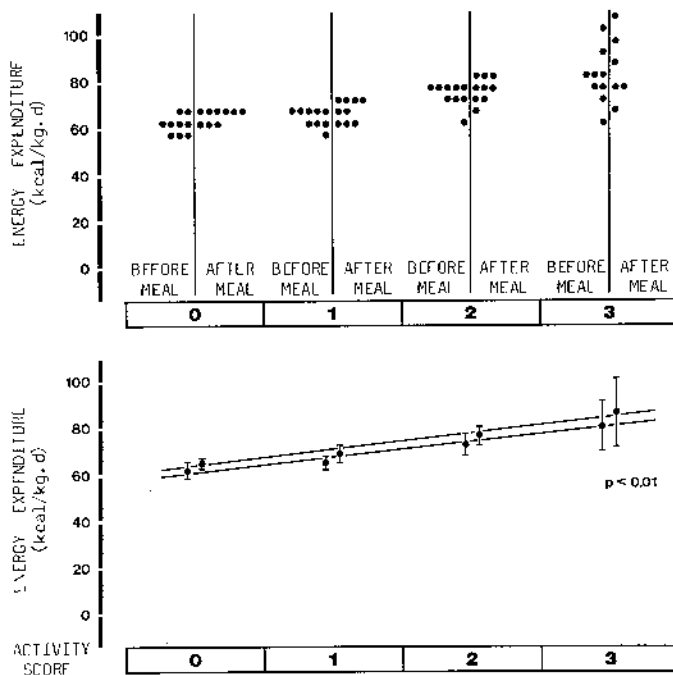 ENERGY EXPENDITURE
(kcal/kg.d)
100
80
60
40
20
0
BEFORE MEAL
AFTER MEAL
BEFORE MEAL
AFTER MEAL
BEFORE MEAL
AFTER MEAL
BEFORE MEAL
AFTER MEAL
0 1 2 3
ENERGY EXPENDITURE
(kcal/kg.d)
100
80
60
40
20
0
p < 0.01
ACTIVITY
SCORE
0 1 2 3